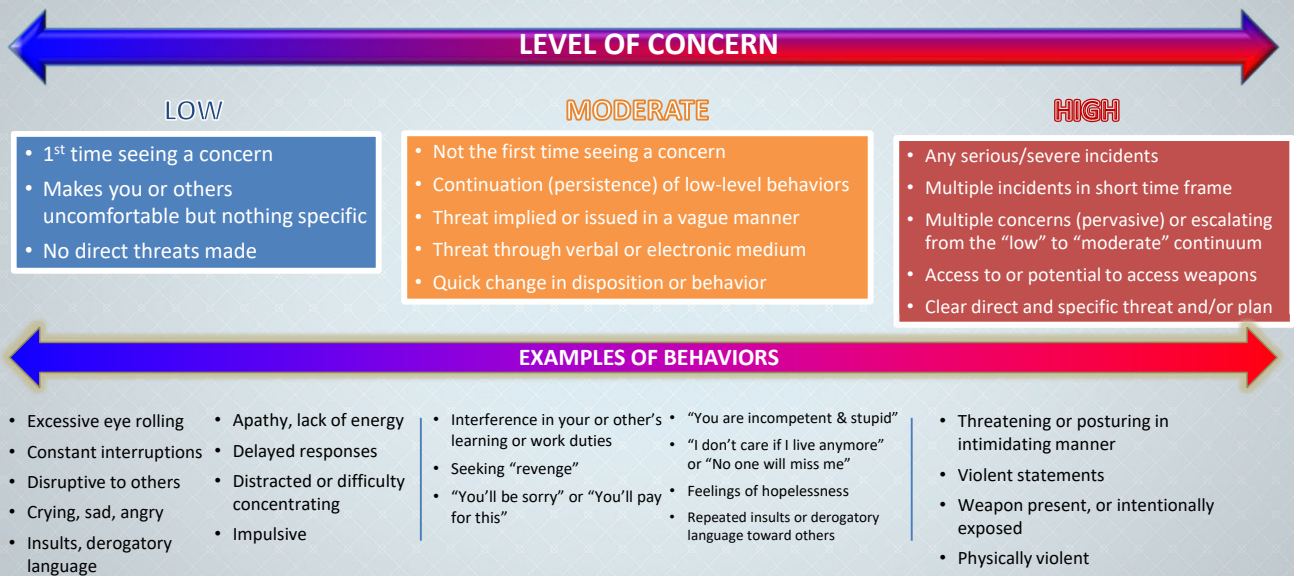 LEVEL OF CONCERN
LOW
• 1st time seeing a concern
• Makes you or others
uncomfortable but nothing specific
• No direct threats made
MODERATE
• Not the first time seeing a concern
• Continuation (persistence) of low-level behaviors
• Threat implied or issued in a vague manner
• Threat through verbal or electronic medium
• Quick change in disposition or behavior
HIGH
• Any serious/severe incidents
• Multiple incidents in short time frame
• Multiple concerns (pervasive) or escalating
from the “low” to “moderate” continuum
• Access to or potential to access weapons
• Clear direct and specific threat and/or plan
EXAMPLES OF BEHAVIORS
• Excessive eye rolling
• Constant interruptions
• Disruptive to others
• Crying, sad, angry
• Insults, derogatory
language
• Apathy, lack of energy
• Delayed responses
• Distracted or difficulty
concentrating
• Impulsive
• Interference in your or other’s
learning or work duties
• Seeking “revenge”
• “You’ll be sorry” or “You’ll pay
for this”
• “You are incompetent & stupid”
• “I don’t care if I live anymore”
or “No one will miss me”
• Feelings of hopelessness
• Repeated insults or derogatory
language toward others
• Threatening or posturing in
intimidating manner
• Violent statements
• Weapon present, or intentionally
exposed
• Physically violent